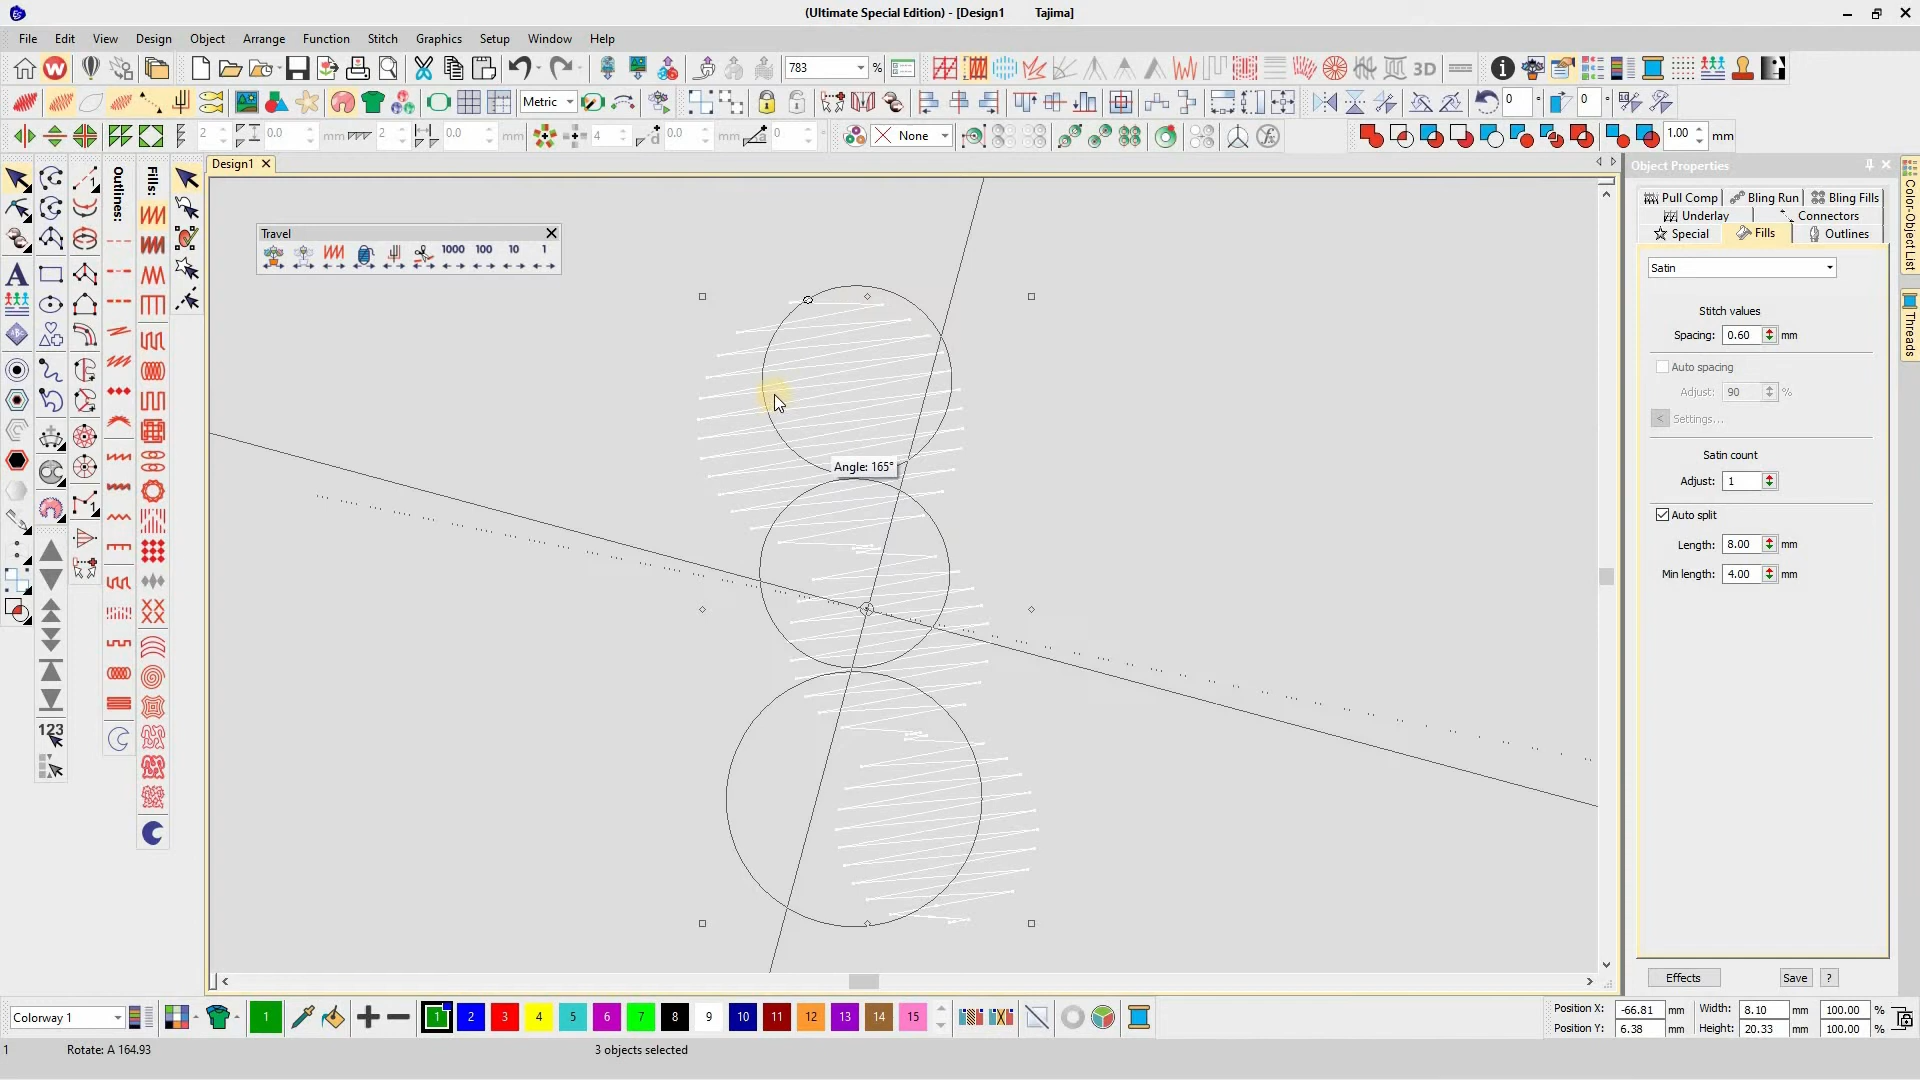 (Ultimate Special Edition) - [Design1 Tajima]
File Edit View Design Object Arrange Function Stitch Graphics Setup Window Help
783 %
3D
Metric
0 ° 0 °
2 0.0 mm 2 0.0 mm 4 0.0 mm 0 ° None 1.00 mm
Design1
Object Properties
Outlines:
Fills:
Travel
1000 100 10 1
Pull Comp Bling Run Bling Fills
Underlay Connectors
Special Fills Outlines
Satin
Stitch values
Spacing: 0.60 mm
Auto spacing
Adjust: 90 %
< Settings...
Satin count
Adjust: 1
Auto split
Length: 8.00 mm
Min length: 4.00 mm
Color-Object List
Threads
Angle: 165°
A
ABC
1
123
Effects Save ?
Colorway 1
1
1 2 3 4 5 6 7 8 9 10 11 12 13 14 15
Position X: -66.81 mm Width: 8.10 mm 100.00 %
Position Y: 6.38 mm Height: 20.33 mm 100.00 %
1 Rotate: A 164.93 3 objects selected